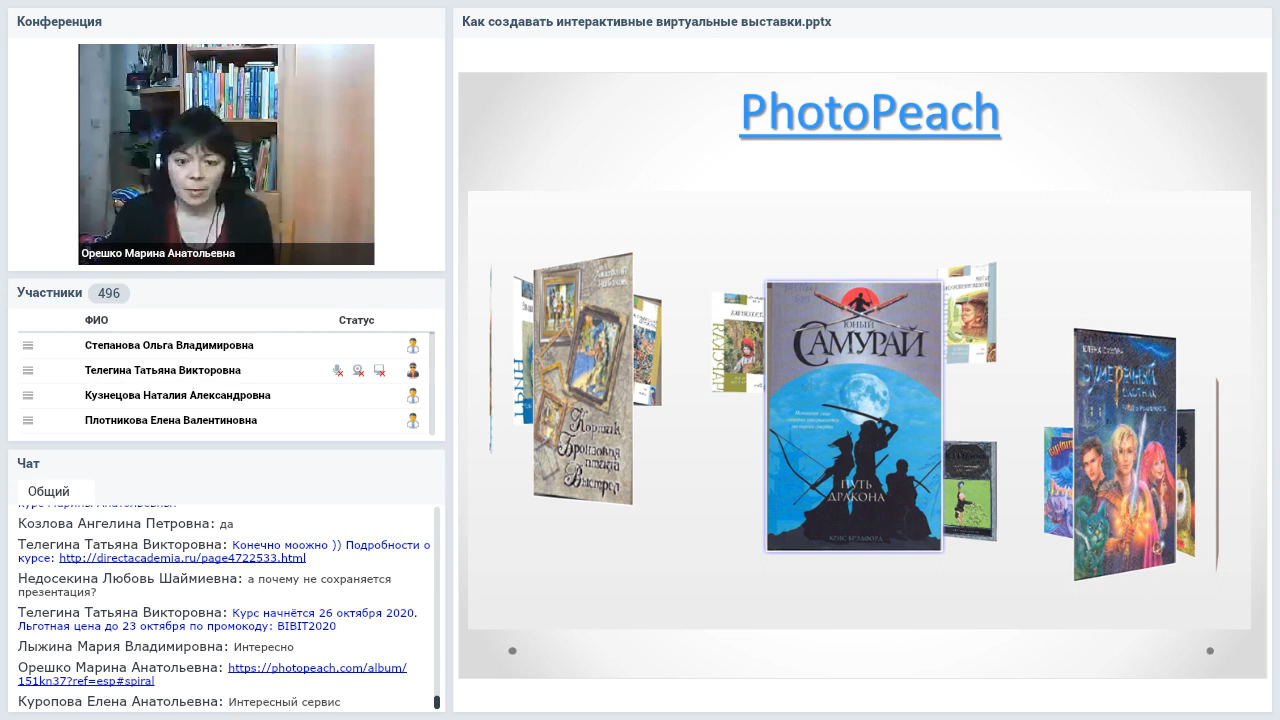 Конференция
Орешко Марина Анатольевна
Участники 496
ФИО Статус
Степанова Ольга Владимировна
Телегина Татьяна Викторовна
Кузнецова Наталия Александровна
Плотникова Елена Валентиновна
Чат
Общий
Козлова Ангелина Петровна: да
Телегина Татьяна Викторовна: Конечно моожно )) Подробности о
курсе: http://directacademia.ru/page4722533.html
Недосекина Любовь Шаймиевна: а почему не сохраняется
презентация?
Телегина Татьяна Викторовна: Курс начнётся 26 октября 2020.
Льготная цена до 23 октября по промокоду: BIBIT2020
Лыжина Мария Владимировна: Интересно
Орешко Марина Анатольевна: https://photopeach.com/album/
151kn37?ref=esp#spiral
Куропова Елена Анатольевна: Интересный сервис
Как создавать интерактивные виртуальные выставки.pptx
PhotoPeach
Коршак
Бронзовая
птица
Выстрел
ЮНЫЙ
САМУРАЙ
ПУТЬ
ДРАКОНА
КРИС БРЭДФОРД